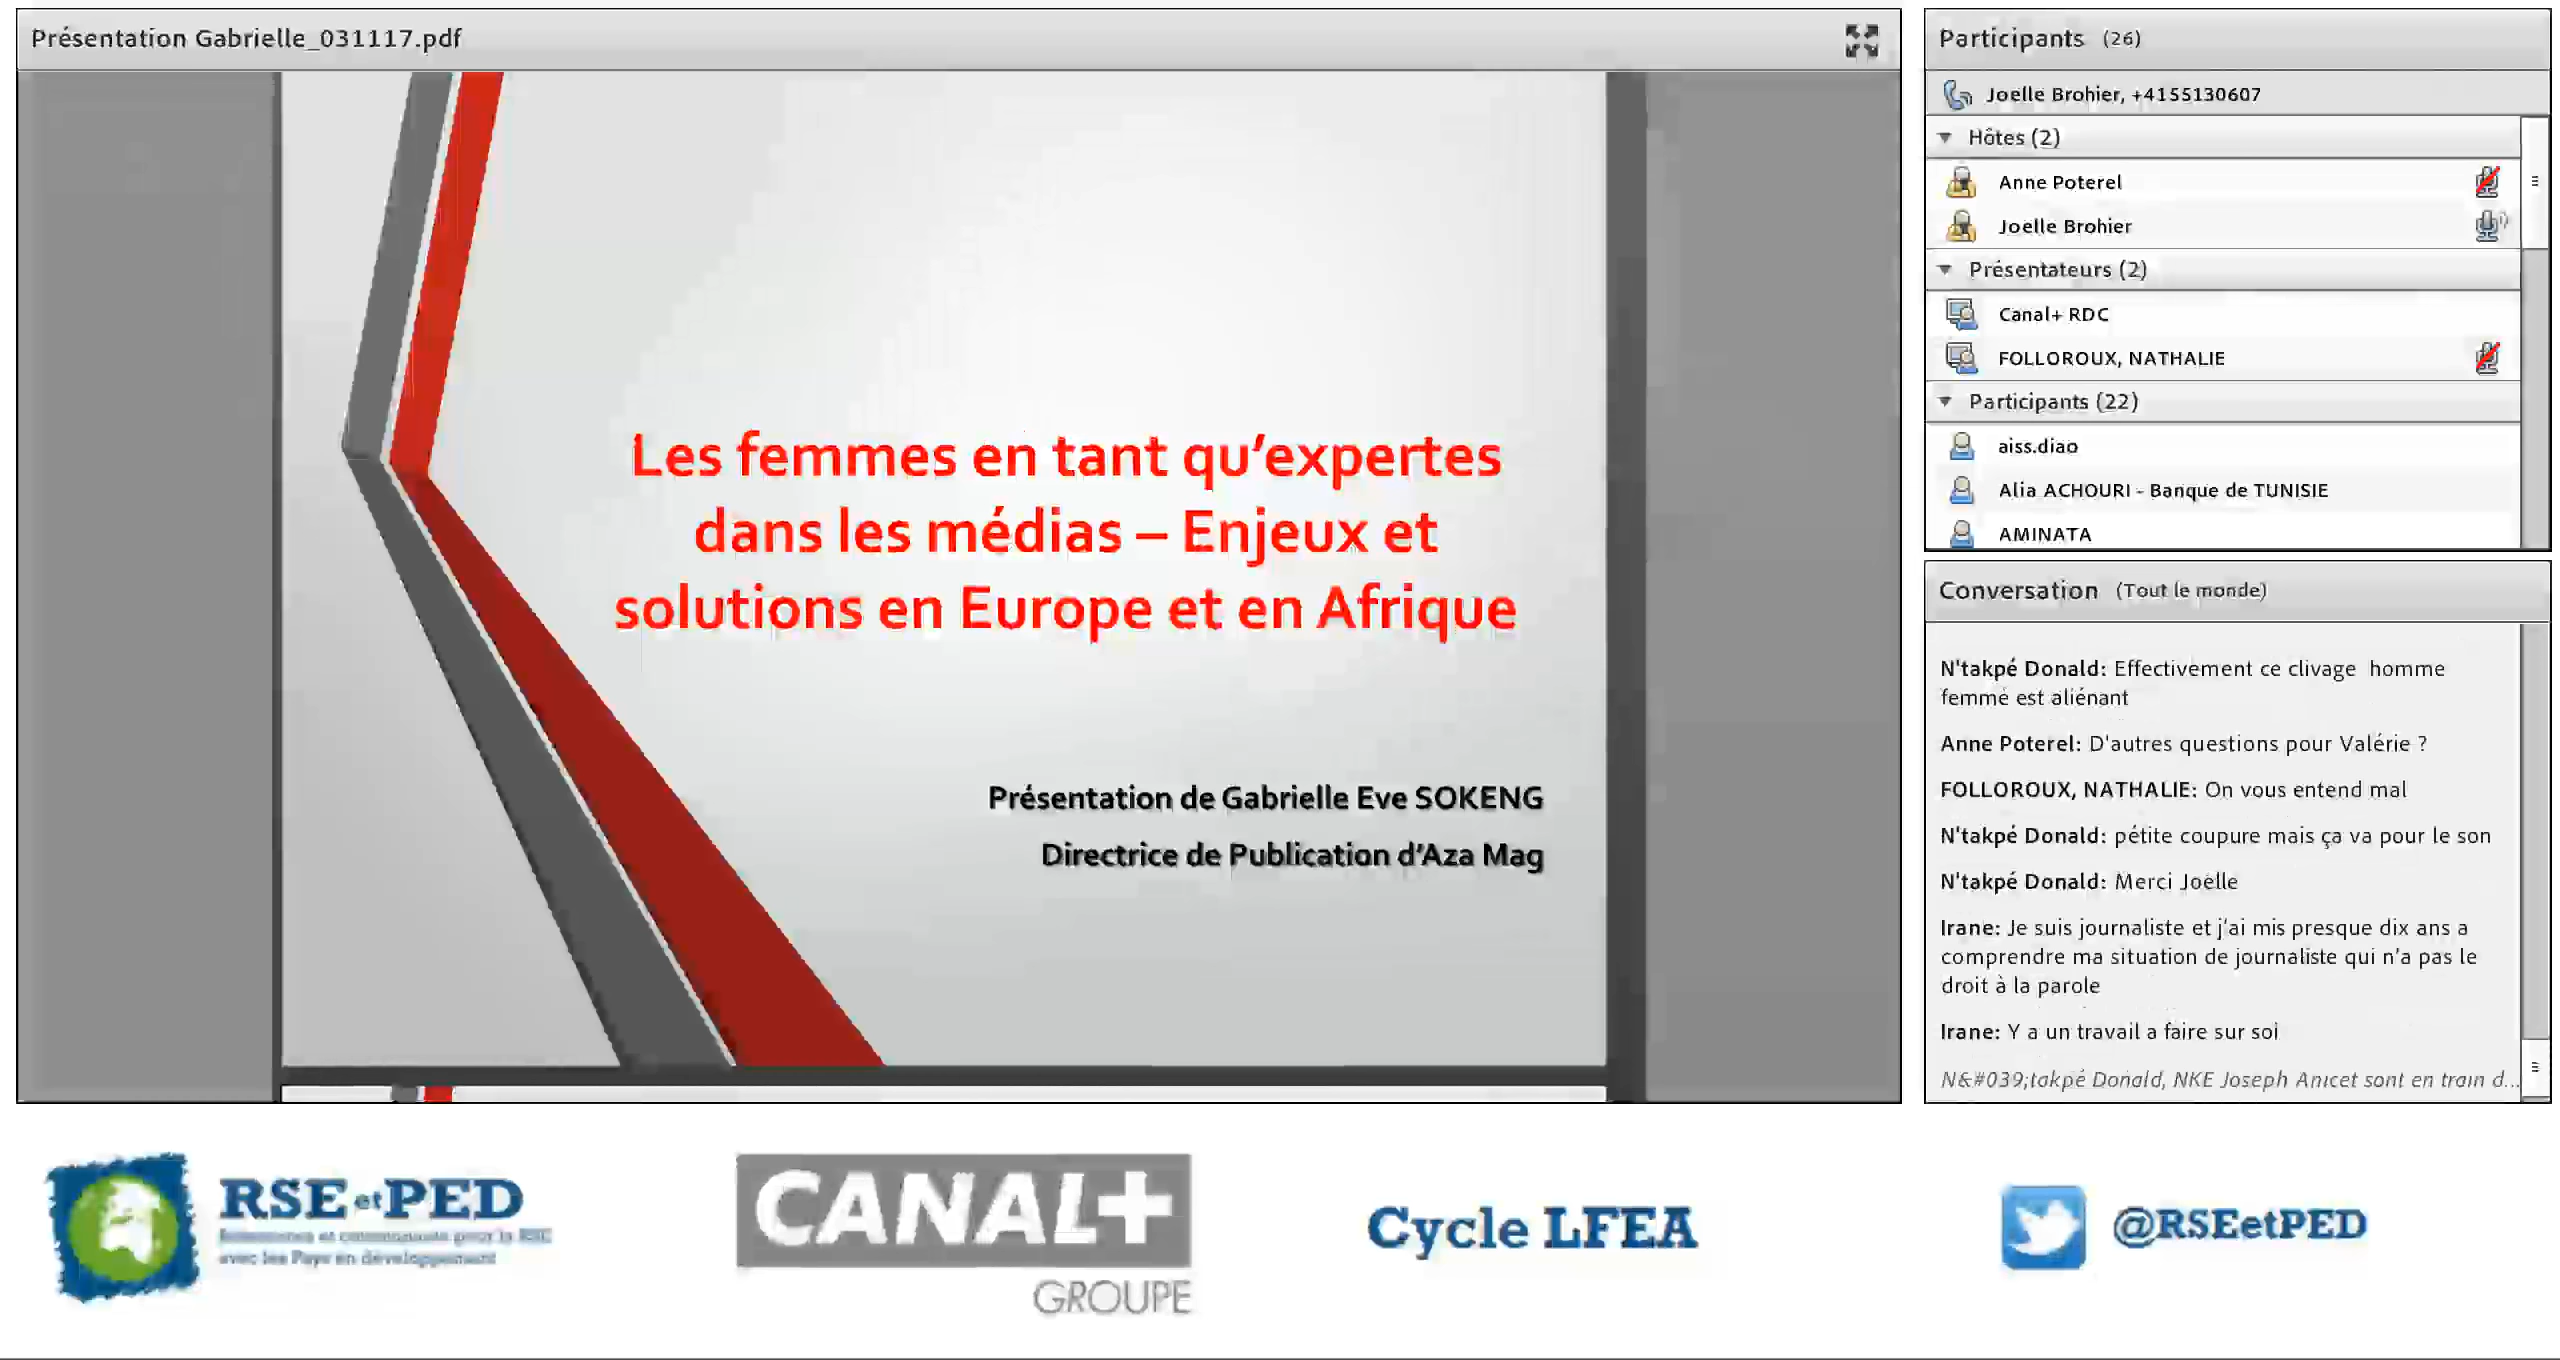 Présentation Gabrielle_031117.pdf
Les femmes en tant qu'expertes
dans les médias – Enjeux et
solutions en Europe et en Afrique
Présentation de Gabrielle Eve SOKENG
Directrice de Publication d'Aza Mag
Participants (26)
Joelle Brohier, +4155130607
Hôtes (2)
Anne Poterel
Joelle Brohier
Présentateurs (2)
Canal+ RDC
FOLLOROUX, NATHALIE
Participants (22)
aiss.diao
Alia ACHOURI - Banque de TUNISIE
AMINATA
Conversation (Tout le monde)
N'takpé Donald: Effectivement ce clivage homme
femme est aliénant
Anne Poterel: D'autres questions pour Valérie ?
FOLLOROUX, NATHALIE: On vous entend mal
N'takpé Donald: pétite coupure mais ça va pour le son
N'takpé Donald: Merci Joelle
Irane: Je suis journaliste et j'ai mis presque dix ans a
comprendre ma situation de journaliste qui n'a pas le
droit à la parole
Irane: Y a un travail a faire sur soi
N&#039;takpé Donald, NKE Joseph Anicet sont en train d...
RSE et PED
avec les Pays en développement
CANAL+
GROUPE
Cycle LFEA
@RSEetPED